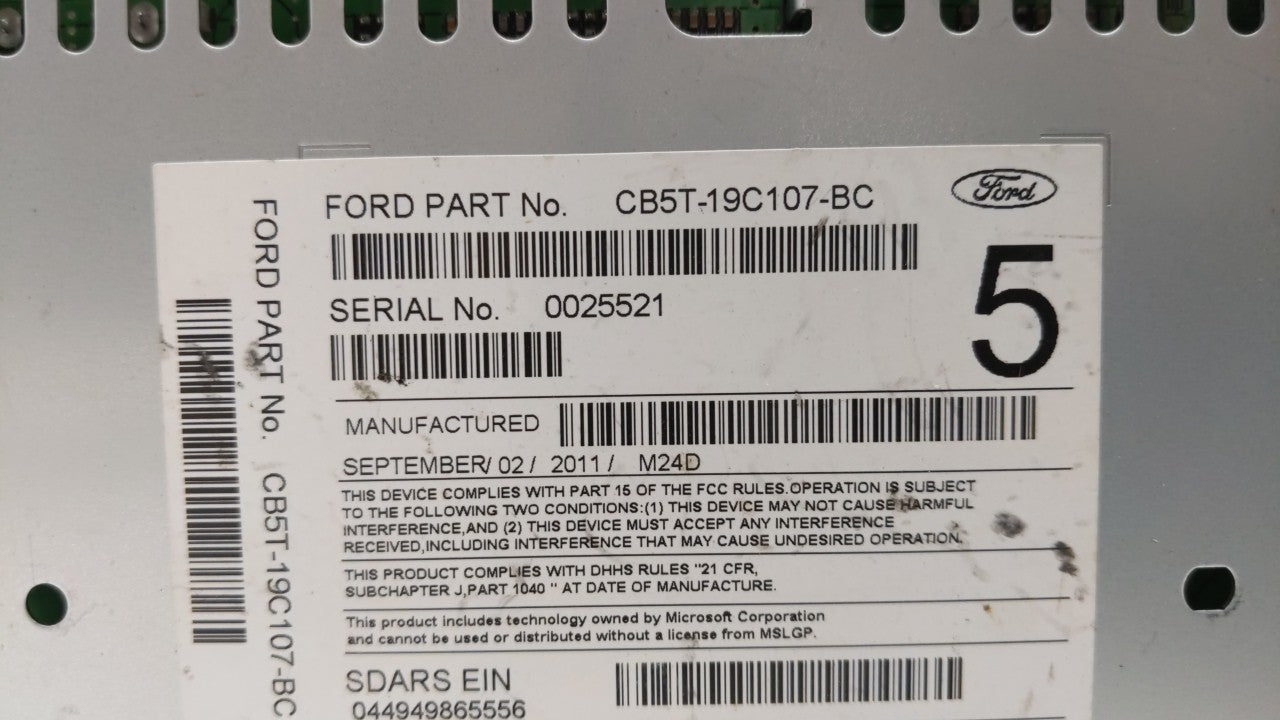 FORD PART No. CB5T-19C107-BC
Ford
5
SERIAL No. 0025521
MANUFACTURED
SEPTEMBER/ 02 / 2011 / M24D
THIS DEVICE COMPLIES WITH PART 15 OF THE FCC RULES.OPERATION IS SUBJECT
TO THE FOLLOWING TWO CONDITIONS:(1) THIS DEVICE MAY NOT CAUSE HARMFUL
INTERFERENCE,AND (2) THIS DEVICE MUST ACCEPT ANY INTERFERENCE
RECEIVED,INCLUDING INTERFERENCE THAT MAY CAUSE UNDESIRED OPERATION.
THIS PRODUCT COMPLIES WITH DHHS RULES "21 CFR,
SUBCHAPTER J,PART 1040 " AT DATE OF MANUFACTURE.
This product includes technology owned by Microsoft Corporation
and cannot be used or distributed without a license from MSLGP.
SDARS EIN
044949865556
FORD PART No. CB5T-19C107-BC